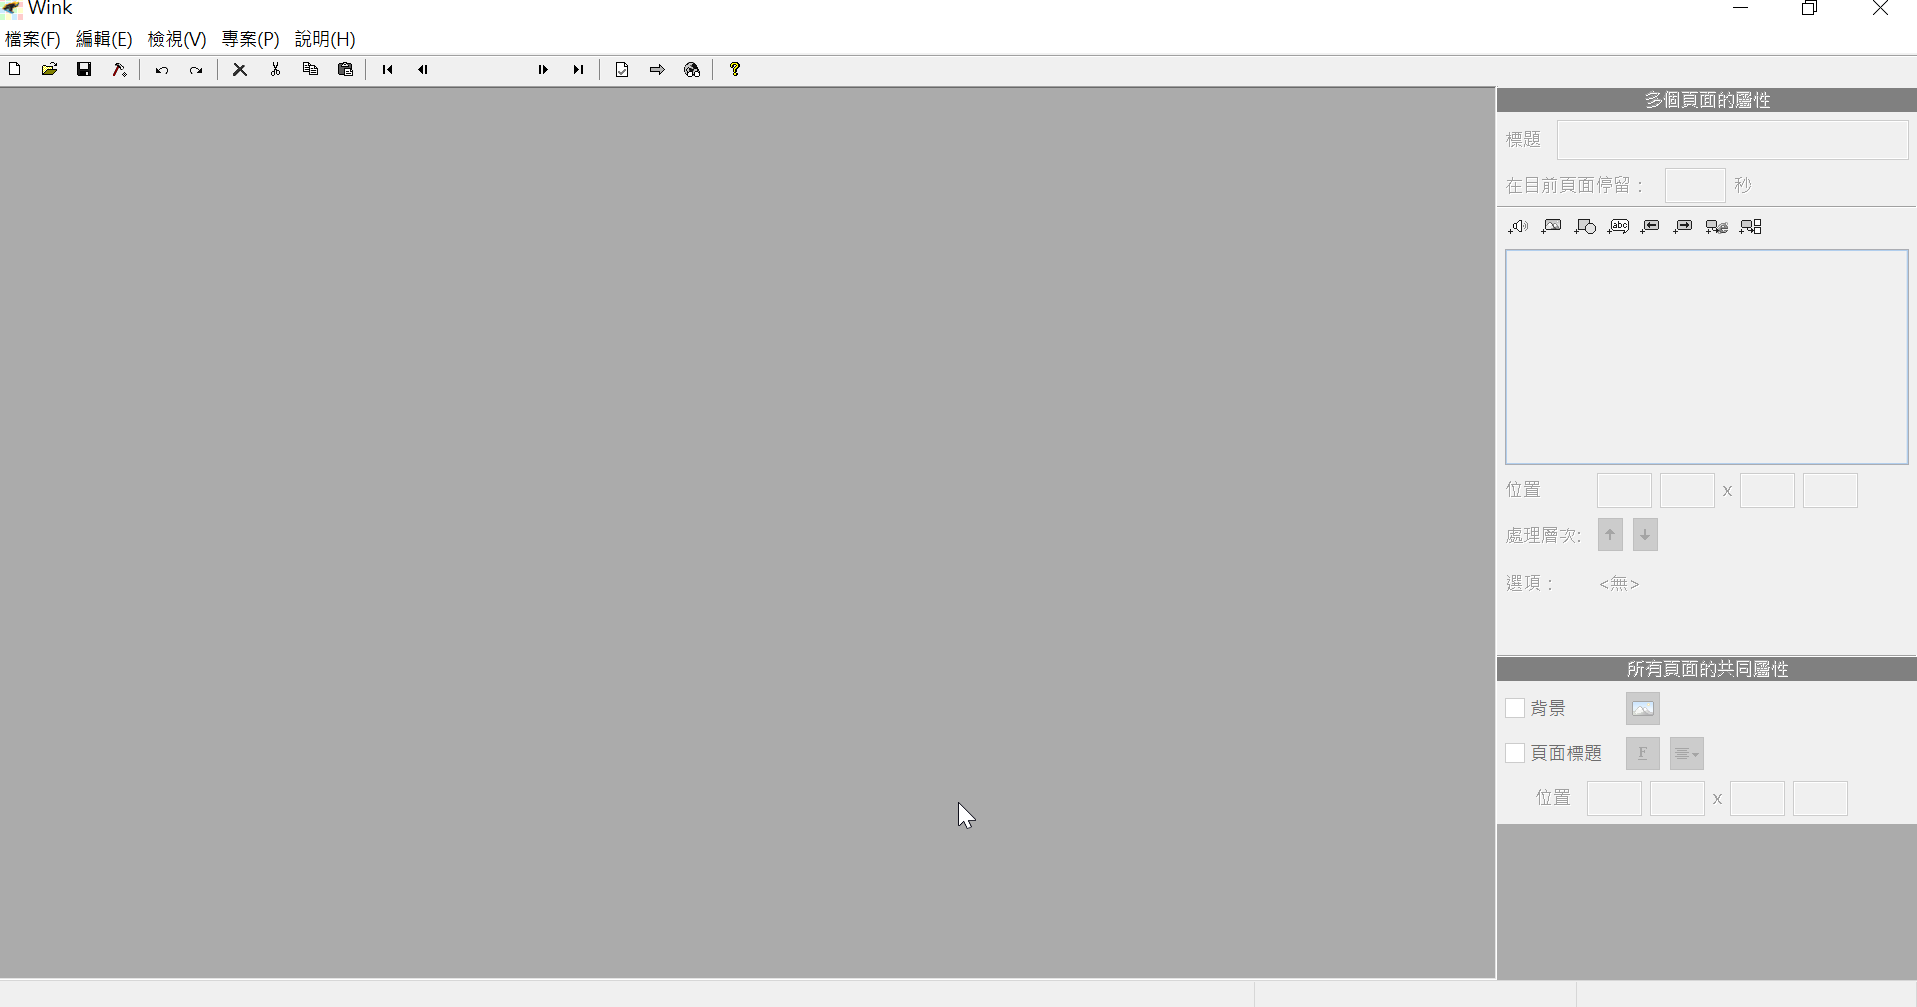 Wink
檔案(F) 編輯(E) 檢視(V) 專案(P) 說明(H)
多個頁面的屬性
標題
在目前頁面停留： 秒
abc
位置 x
處理層次:
選項： <無>
所有頁面的共同屬性
背景
頁面標題 F
位置 x